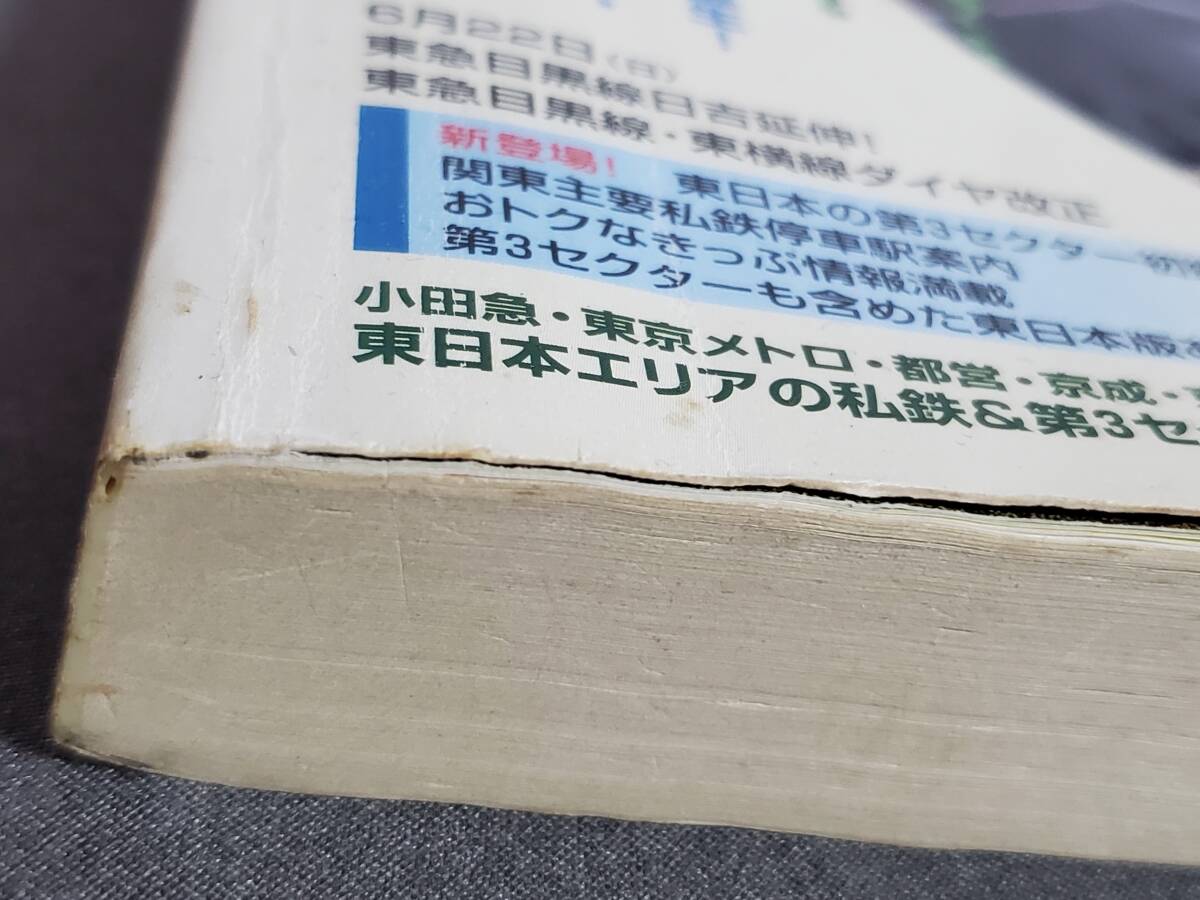 6月22日(日)
東急目黒線日吉延伸!
東急目黒線・東横線ダイヤ改正
新登場! 東日本の第3セクター
関東主要私鉄停車駅案内
おトクなきっぷ情報満載
第3セクターも含めた東日本版
小田急・東京メトロ・都営・京成・
東日本エリアの私鉄&第3セ